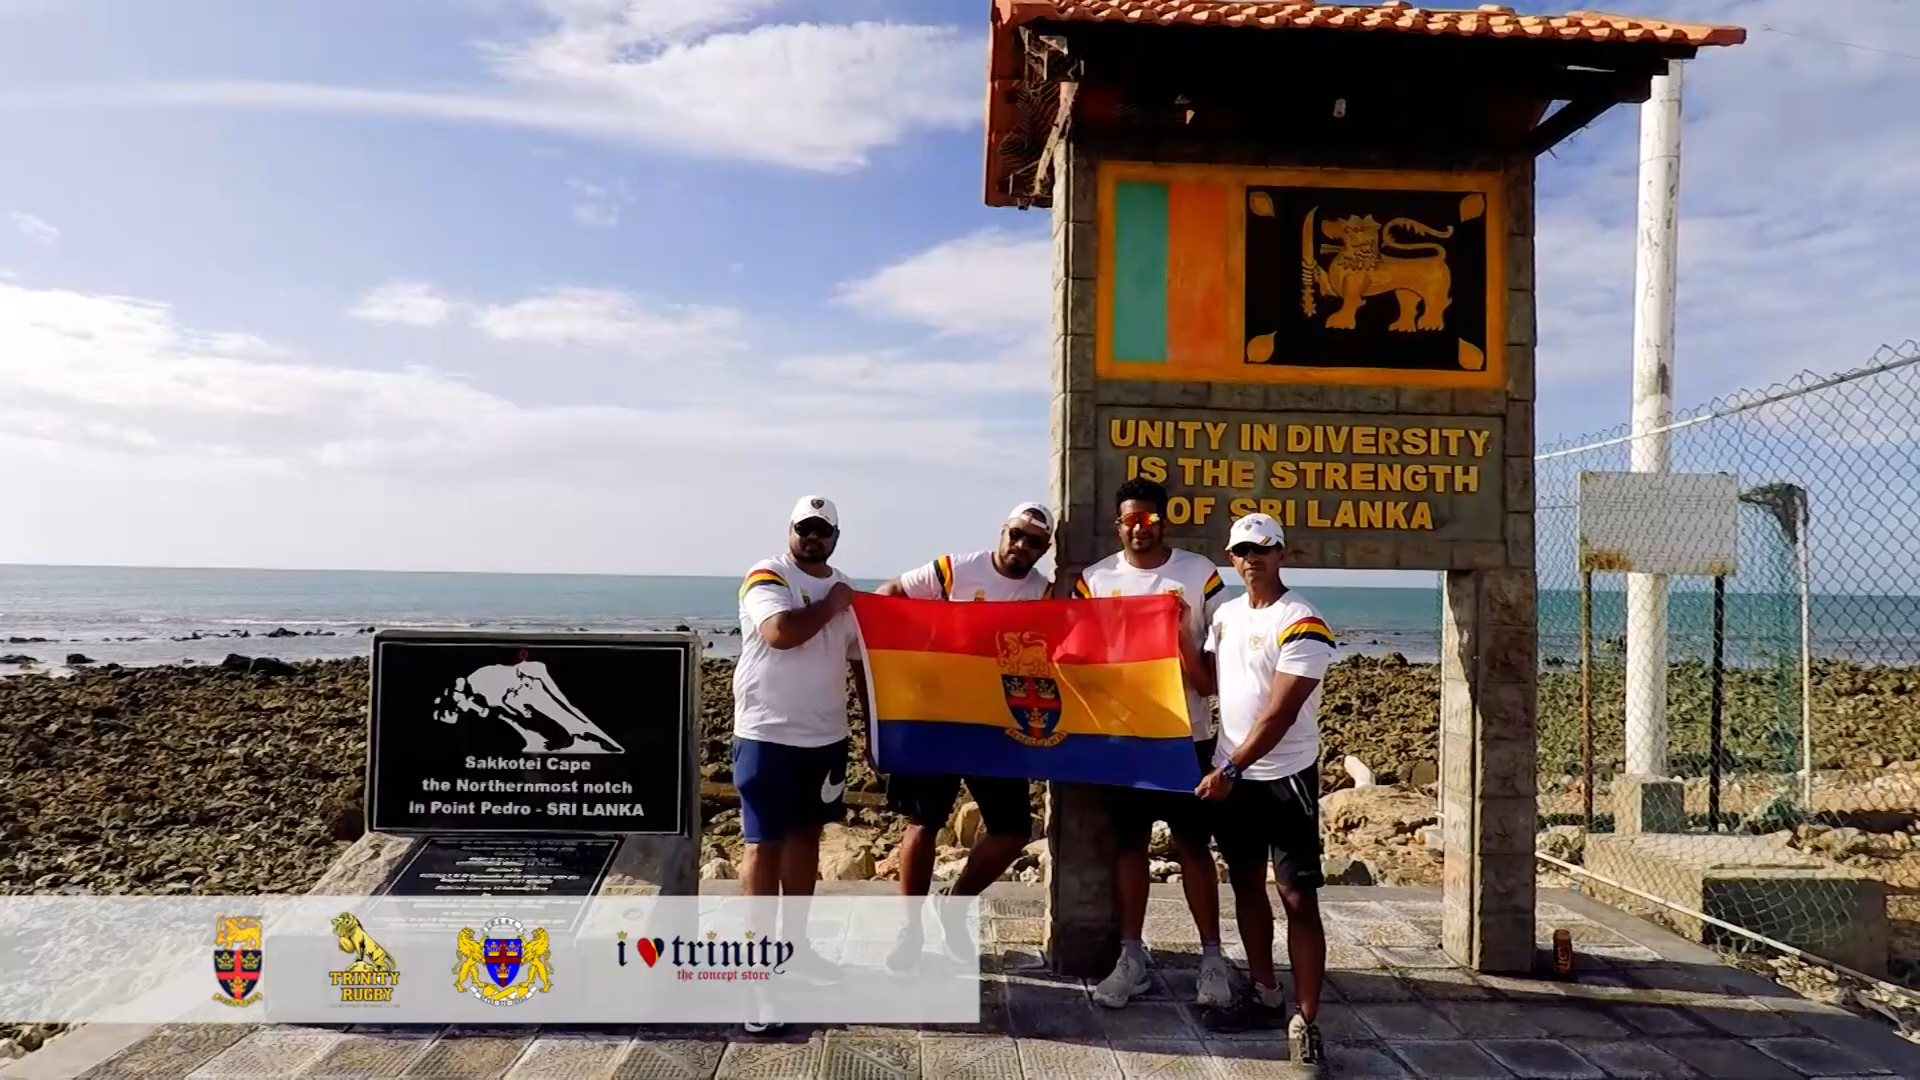 UNITY IN DIVERSITY
IS THE STRENGTH
OF SRI LANKA
Sakkotei Cape
the Northernmost notch
in Point Pedro - SRI LANKA
TRINITY
RUGBY
i trinity
the concept store